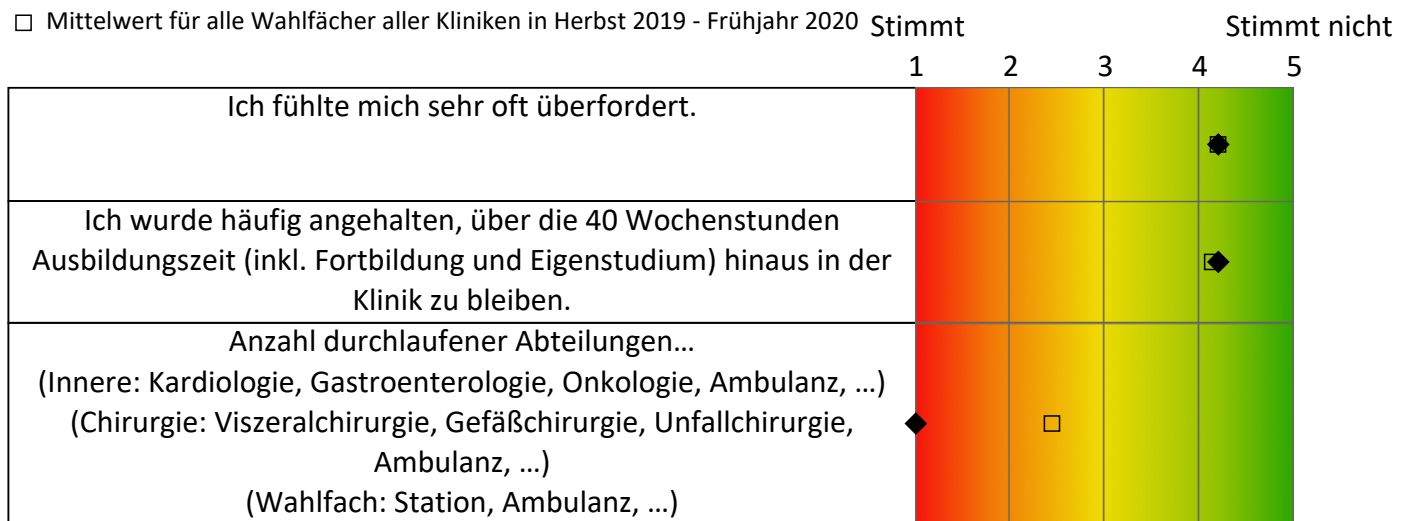 □ Mittelwert für alle Wahlfächer aller Kliniken in Herbst 2019 - Frühjahr 2020 Stimmt Stimmt nicht
1 2 3 4 5
Ich fühlte mich sehr oft überfordert.
Ich wurde häufig angehalten, über die 40 Wochenstunden
Ausbildungszeit (inkl. Fortbildung und Eigenstudium) hinaus in der
Klinik zu bleiben.
Anzahl durchlaufener Abteilungen…
(Innere: Kardiologie, Gastroenterologie, Onkologie, Ambulanz, …)
(Chirurgie: Viszeralchirurgie, Gefäßchirurgie, Unfallchirurgie,
Ambulanz, …)
(Wahlfach: Station, Ambulanz, …)